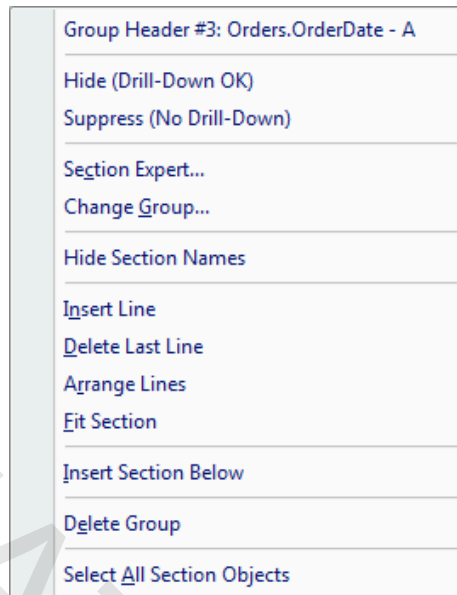 Group Header #3: Orders.OrderDate - A
Hide (Drill-Down OK)
Suppress (No Drill-Down)
Section Expert...
Change Group...
Hide Section Names
Insert Line
Delete Last Line
Arrange Lines
Fit Section
Insert Section Below
Delete Group
Select All Section Objects